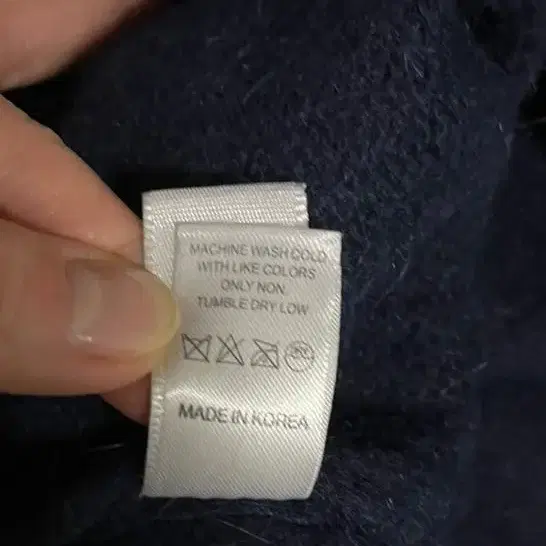 MACHINE WASH COLD
WITH LIKE COLORS
ONLY NON
TUMBLE DRY LOW
MADE IN KOREA